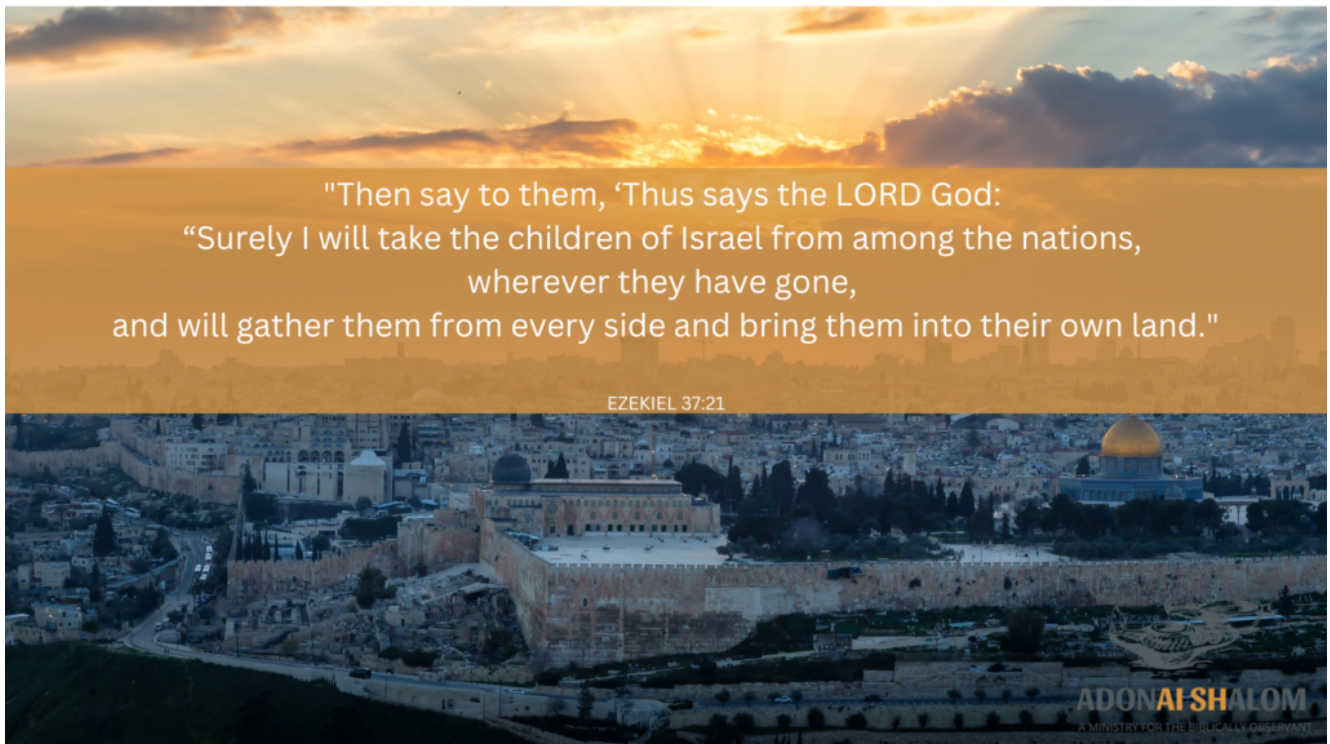 "Then say to them, ‘Thus says the LORD God:
“Surely I will take the children of Israel from among the nations,
wherever they have gone,
and will gather them from every side and bring them into their own land."
EZEKIEL 37:21
ADONAI SHALOM
A MINISTRY FOR THE BIBLICALLY OBSERVANT